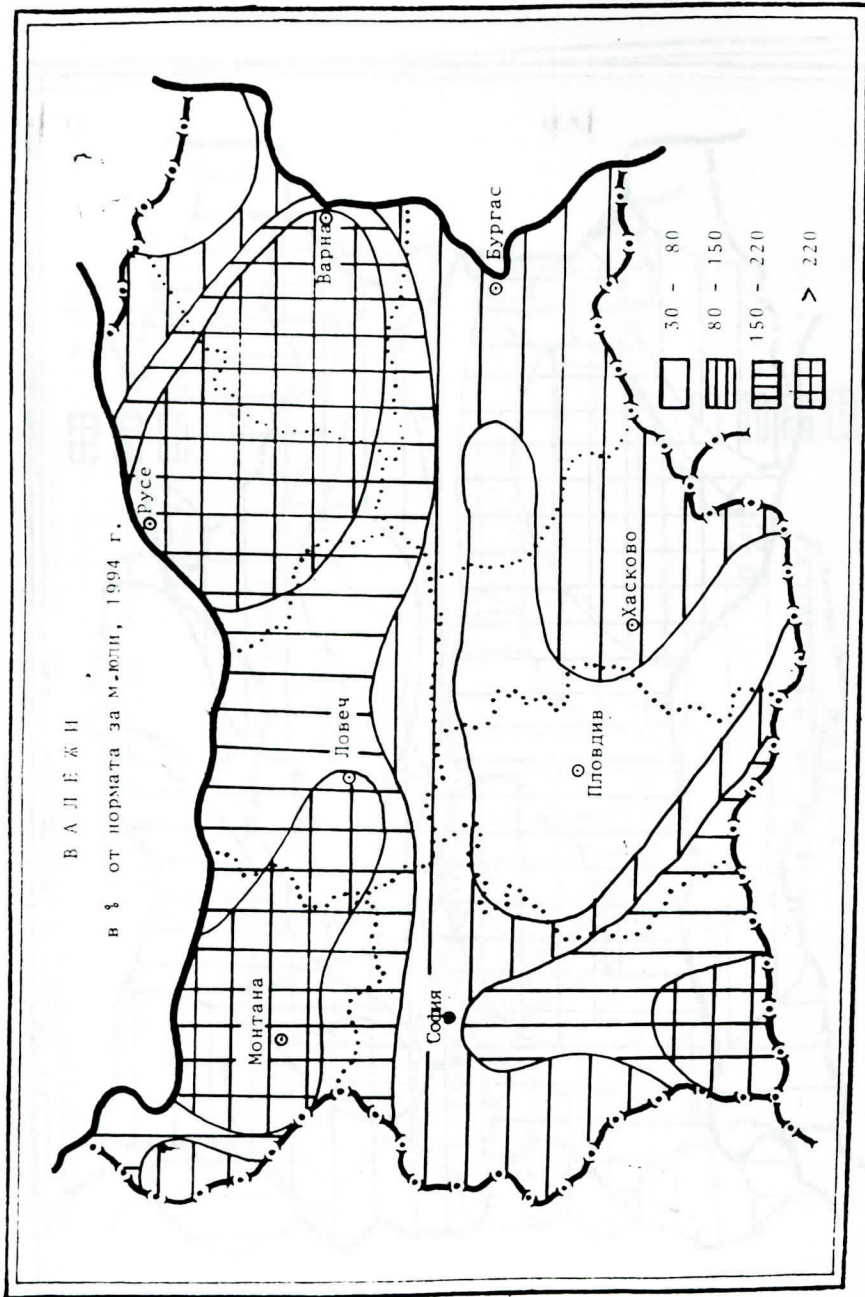 ВАЛЕЖИ
в % от нормата за м.юли, 1994 г.
Русе
Варна
Монтана
Ловеч
София
Бургас
Пловдив
Хасково
30 - 80
80 - 150
150 - 220
> 220